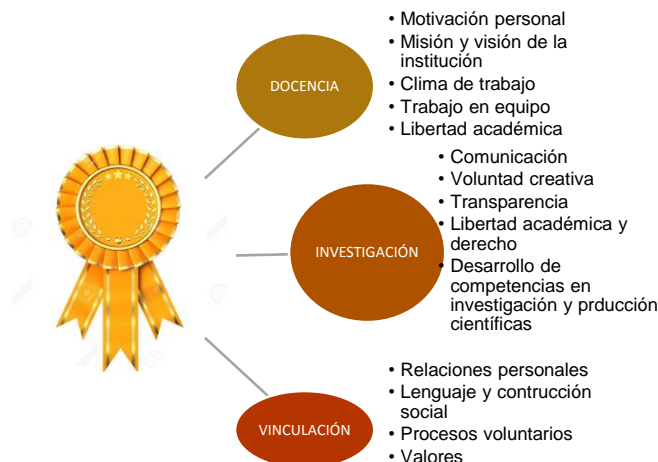 DOCENCIA
• Motivación personal
• Misión y visión de la
institución
• Clima de trabajo
• Trabajo en equipo
• Libertad académica
INVESTIGACIÓN
• Comunicación
• Voluntad creativa
• Transparencia
• Libertad académica y
derecho
• Desarrollo de
competencias en
investigación y prducción
científicas
VINCULACIÓN
• Relaciones personales
• Lenguaje y contrucción
social
• Procesos voluntarios
• Valores